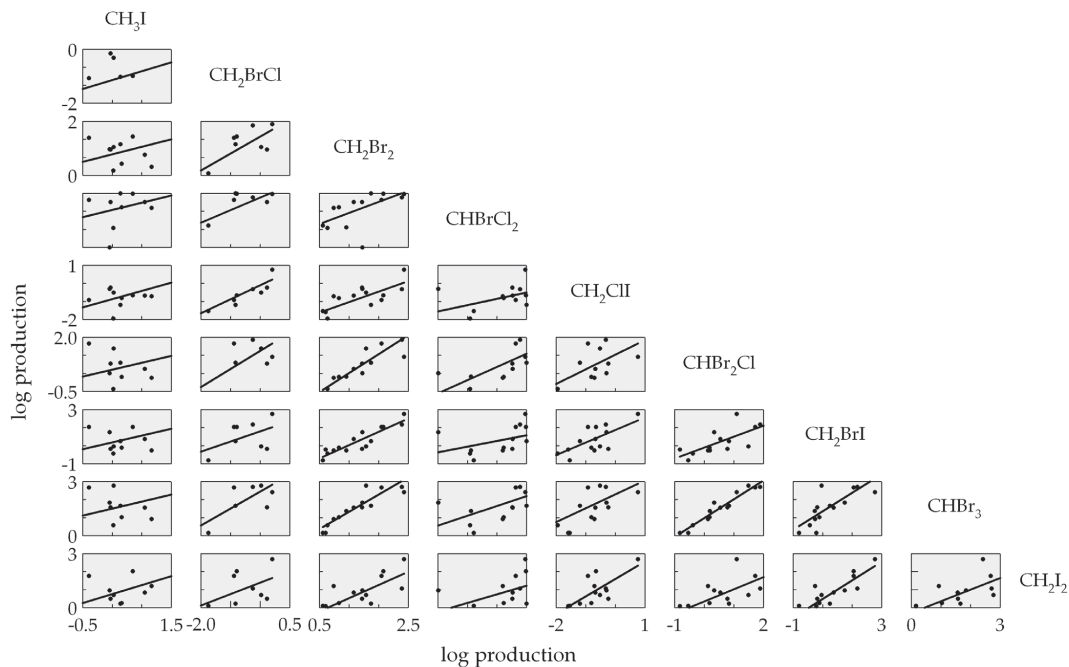 CH₃I
0
-2
CH₂BrCl
2
0
CH₂Br₂
CHBrCl₂
1
-2
CH₂ClI
log production
2.0
-0.5
CHBr₂Cl
3
-1
CH₂BrI
3
0
CHBr₃
3
0
CH₂I₂
-0.5 1.5 -2.0 0.5 0.5 2.5 -2 1 -1 2 -1 3 0 3
log production